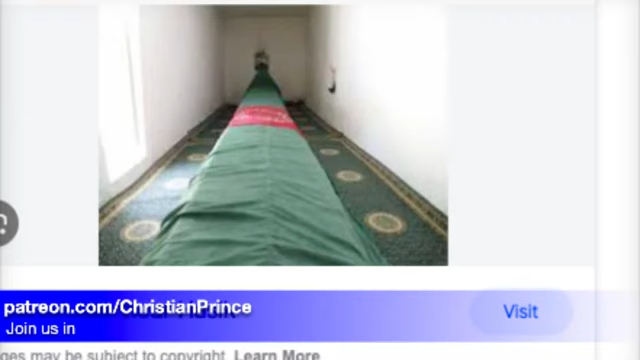 patreon.com/ChristianPrince
Visit
Join us in
ges may be subject to copyright. Learn More